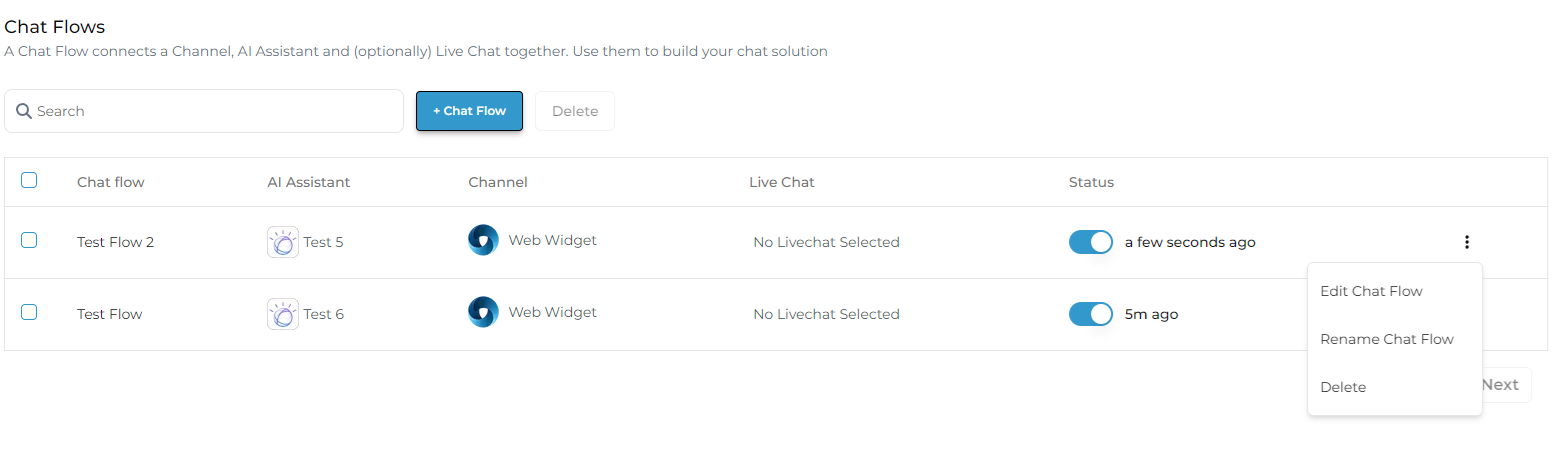 Chat Flows
A Chat Flow connects a Channel, AI Assistant and (optionally) Live Chat together. Use them to build your chat solution
Search + Chat Flow Delete
Chat flow AI Assistant Channel Live Chat Status
Test Flow 2 Test 5 Web Widget No Livechat Selected a few seconds ago
Edit Chat Flow
Test Flow Test 6 Web Widget No Livechat Selected 5m ago
Rename Chat Flow
Delete Next